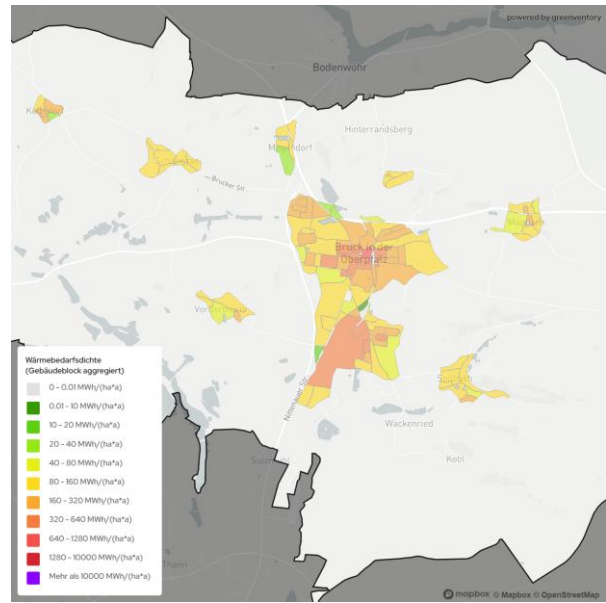 powered by greenventory
Bodenwöhr
Hinterrandsberg
Brucker Str.
Bruck in der
Oberpfalz
Nittenauer Str.
Wackenried
Kobl
Sulzmühl
Thann
Wärmebedarfsdichte
(Gebäudeblock aggregiert)
0 – 0.01 MWh/(ha*a)
0.01 – 10 MWh/(ha*a)
10 – 20 MWh/(ha*a)
20 – 40 MWh/(ha*a)
40 – 80 MWh/(ha*a)
80 – 160 MWh/(ha*a)
160 – 320 MWh/(ha*a)
320 – 640 MWh/(ha*a)
640 – 1280 MWh/(ha*a)
1280 – 10000 MWh/(ha*a)
Mehr als 10000 MWh/(ha*a)
mapbox © Mapbox © OpenStreetMap